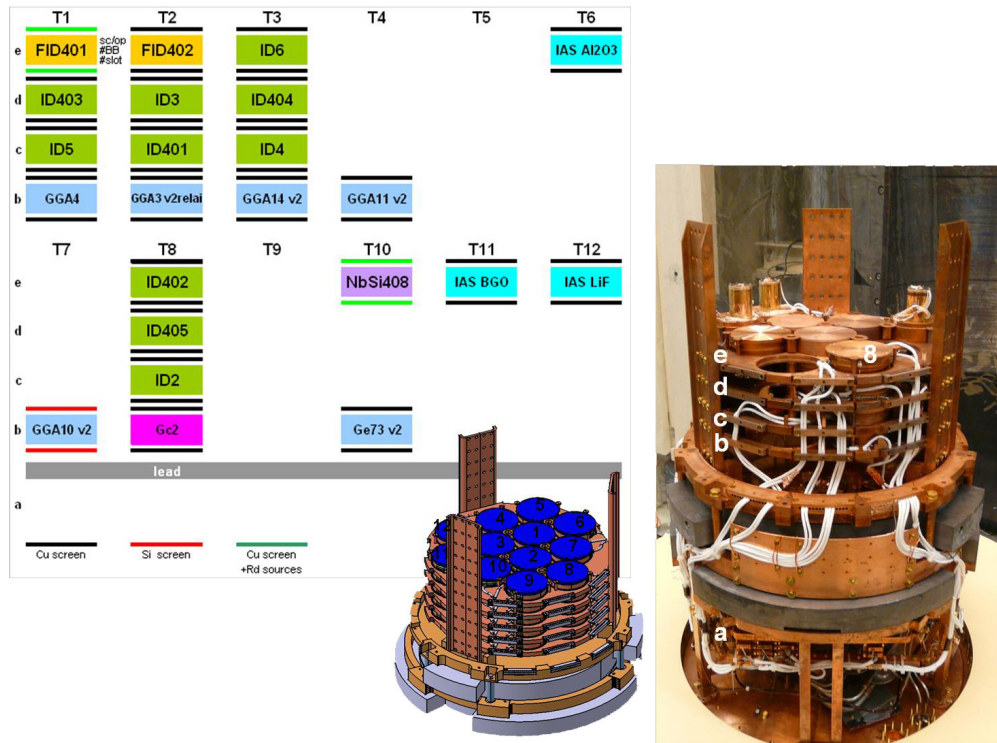 T1 T2 T3 T4 T5 T6
e FID401 sc/op #BB #slot FID402 ID6 IAS Al2O3
d ID403 ID3 ID404
c ID5 ID401 ID4
b GGA4 GGA3 v2relai GGA14 v2 GGA11 v2
T7 T8 T9 T10 T11 T12
e ID402 NbSi408 IAS BGO IAS LiF
d ID405
c ID2
b GGA10 v2 Gc2 Ge73 v2
lead
a
Cu screen Si screen Cu screen
+Rd sources
5
4 6
1
3 7
2
10 8
9
8
e
d
c
b
a